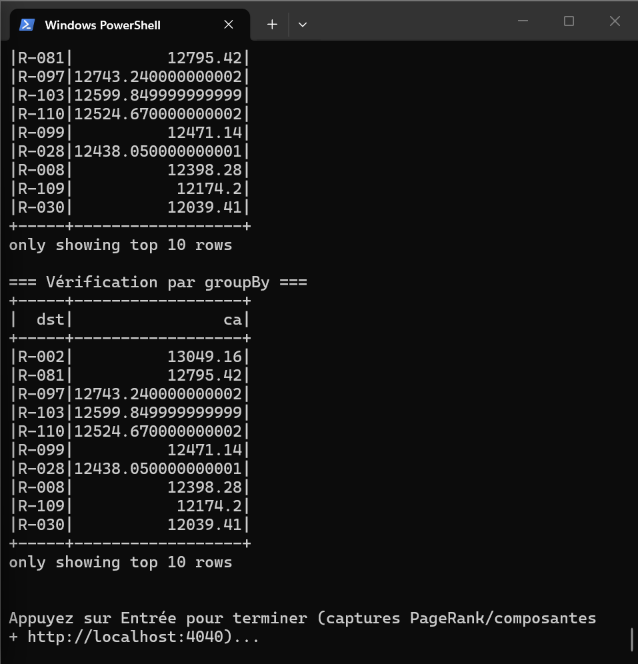 Windows PowerShell
|R-081|          12795.42|
|R-097|12743.240000000002|
|R-103|12599.849999999999|
|R-110|12524.670000000002|
|R-099|          12471.14|
|R-028|12438.050000000001|
|R-008|          12398.28|
|R-109|           12174.2|
|R-030|          12039.41|
+-----+------------------+
only showing top 10 rows
=== Vérification par groupBy ===
+-----+------------------+
|  dst|                ca|
+-----+------------------+
|R-002|          13049.16|
|R-081|          12795.42|
|R-097|12743.240000000002|
|R-103|12599.849999999999|
|R-110|12524.670000000002|
|R-099|          12471.14|
|R-028|12438.050000000001|
|R-008|          12398.28|
|R-109|           12174.2|
|R-030|          12039.41|
+-----+------------------+
only showing top 10 rows
Appuyez sur Entrée pour terminer (captures PageRank/composantes
+ http://localhost:4040)...